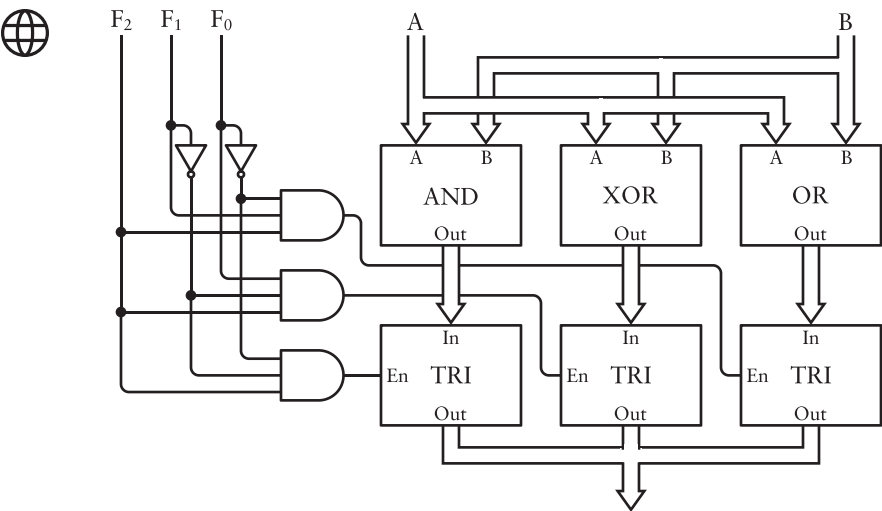 F₂ F₁ F₀ A B
A B A B A B
AND XOR OR
Out Out Out
In In In
En TRI En TRI En TRI
Out Out Out